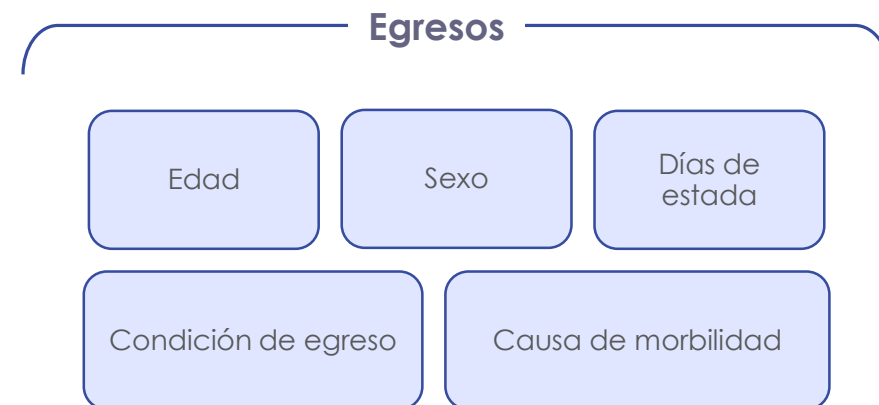 Egresos
Edad
Sexo
Días de
estada
Condición de egreso
Causa de morbilidad